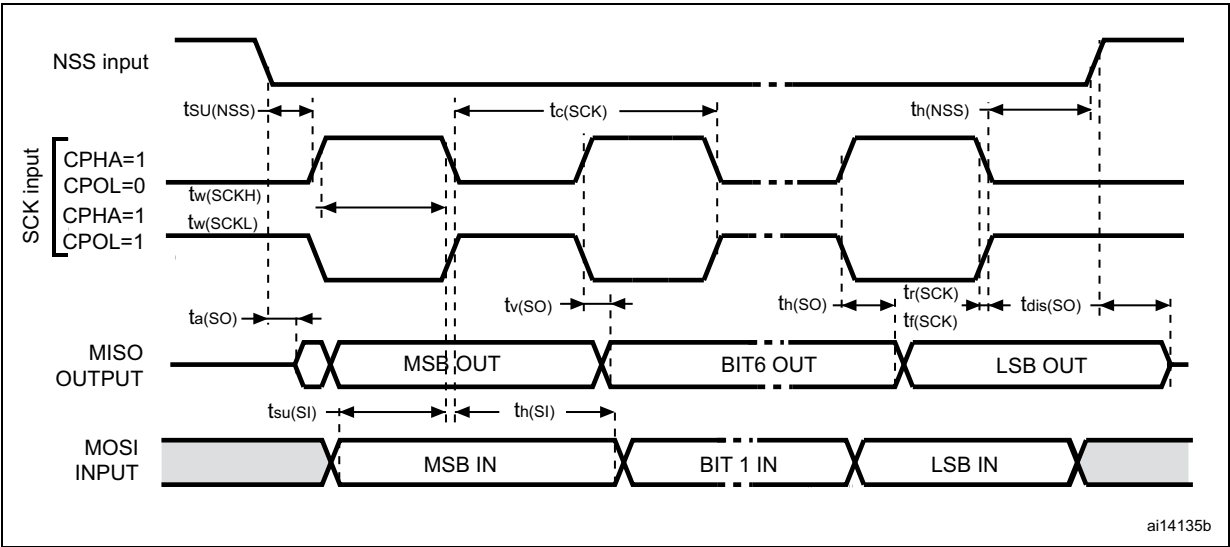 NSS input
tSU(NSS)
tc(SCK)
th(NSS)
SCK input
CPHA=1
CPOL=0
tw(SCKH)
CPHA=1
tw(SCKL)
CPOL=1
ta(SO)
tv(SO)
th(SO)
tr(SCK)
tf(SCK)
tdis(SO)
MISO
OUTPUT
MSB OUT
BIT6 OUT
LSB OUT
tsu(SI)
th(SI)
MOSI
INPUT
MSB IN
BIT 1 IN
LSB IN
ai14135b